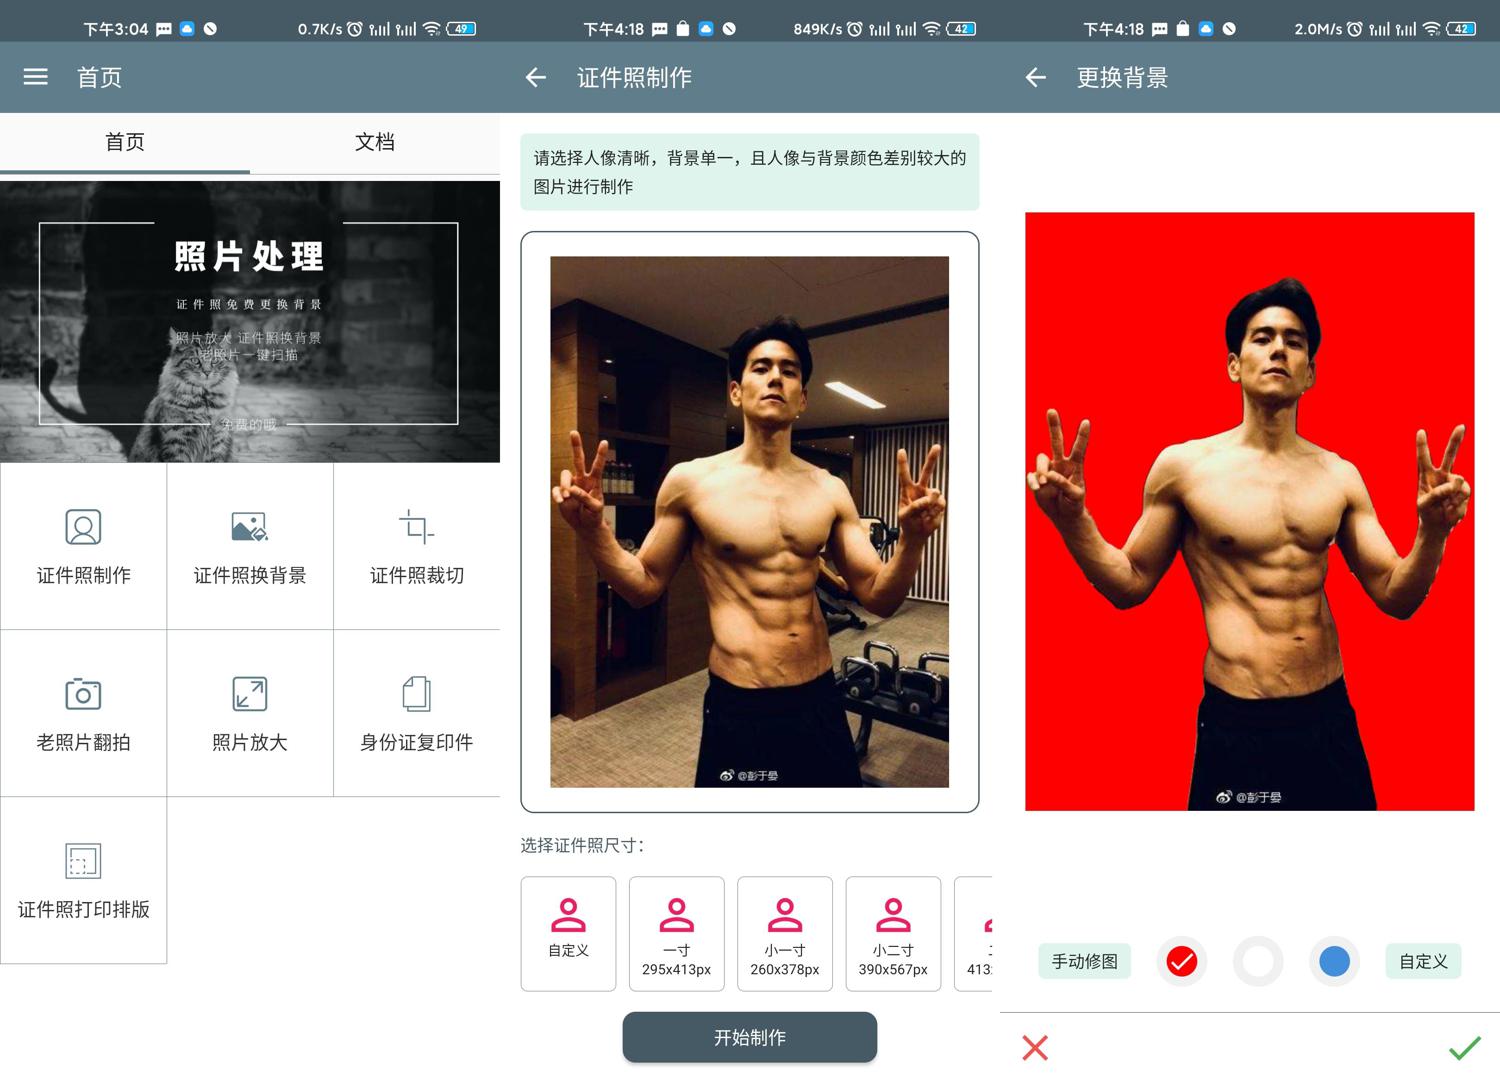 下午3:04
0.7K/s
49
首页
首页
文档
照片处理
证件照免费更换背景
照片放大 证件照换背景
老照片一键扫描
免费的哦
证件照制作
证件照换背景
证件照裁切
老照片翻拍
照片放大
身份证复印件
证件照打印排版
下午4:18
849K/s
42
证件照制作
请选择人像清晰，背景单一，且人像与背景颜色差别较大的
图片进行制作
@彭于晏
选择证件照尺寸：
自定义
一寸
295x413px
小一寸
260x378px
小二寸
390x567px
413
开始制作
下午4:18
2.0M/s
42
更换背景
@彭于晏
手动修图
自定义